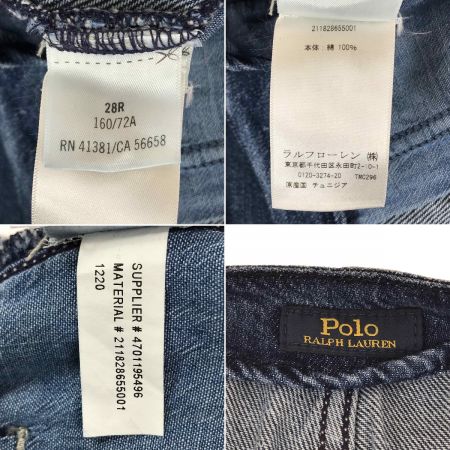 28R
160/72A
RN 41381/CA 56658
211828655001
本体 綿 100%
ラルフローレン (株)
東京都千代田区永田町2-10-1
0120-3274-20 TMC296
原産国 チュニジア
SUPPLIER # 4701195496
MATERIAL # 211828655001
1220
Polo
RALPH LAUREN